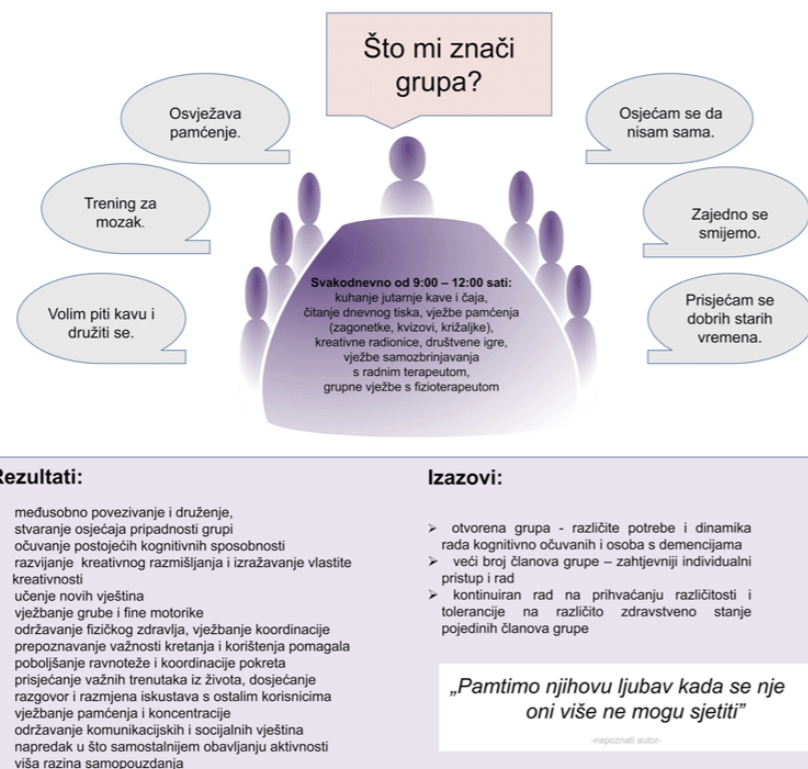 Što mi znači
grupa?
Osvježava
pamćenje.
Osjećam se da
nisam sama.
Trening za
mozak.
Zajedno se
smijemo.
Volim piti kavu i
družiti se.
Prisjećam se
dobrih starih
vremena.
Svakodnevno od 9:00 – 12:00 sati:
kuhanje jutarnje kave i čaja,
čitanje dnevnog tiska, vježbe pamćenja
(zagonetke, kvizovi, križaljke),
kreativne radionice, društvene igre,
vježbe samozbrinjavanja
s radnim terapeutom,
grupne vježbe s fizioterapeutom
Rezultati:
međusobno povezivanje i druženje,
stvaranje osjećaja pripadnosti grupi
očuvanje postojećih kognitivnih sposobnosti
razvijanje kreativnog razmišljanja i izražavanje vlastite
kreativnosti
učenje novih vještina
vježbanje grube i fine motorike
održavanje fizičkog zdravlja, vježbanje koordinacije
prepoznavanje važnosti kretanja i korištenja pomagala
poboljšanje ravnoteže i koordinacije pokreta
prisjećanje važnih trenutaka iz života, dosjećanje
razgovor i razmjena iskustava s ostalim korisnicima
vježbanje pamćenja i koncentracije
održavanje komunikacijskih i socijalnih vještina
napredak u što samostalnijem obavljanju aktivnosti
viša razina samopouzdanja
Izazovi:
➢ otvorena grupa - različite potrebe i dinamika
rada kognitivno očuvanih i osoba s demencijama
➢ veći broj članova grupe – zahtjevniji individualni
pristup i rad
➢ kontinuiran rad na prihvaćanju različitosti i
tolerancije na različito zdravstveno stanje
pojedinih članova grupe
„Pamtimo njihovu ljubav kada se nje
oni više ne mogu sjetiti”
-nepoznati autor-